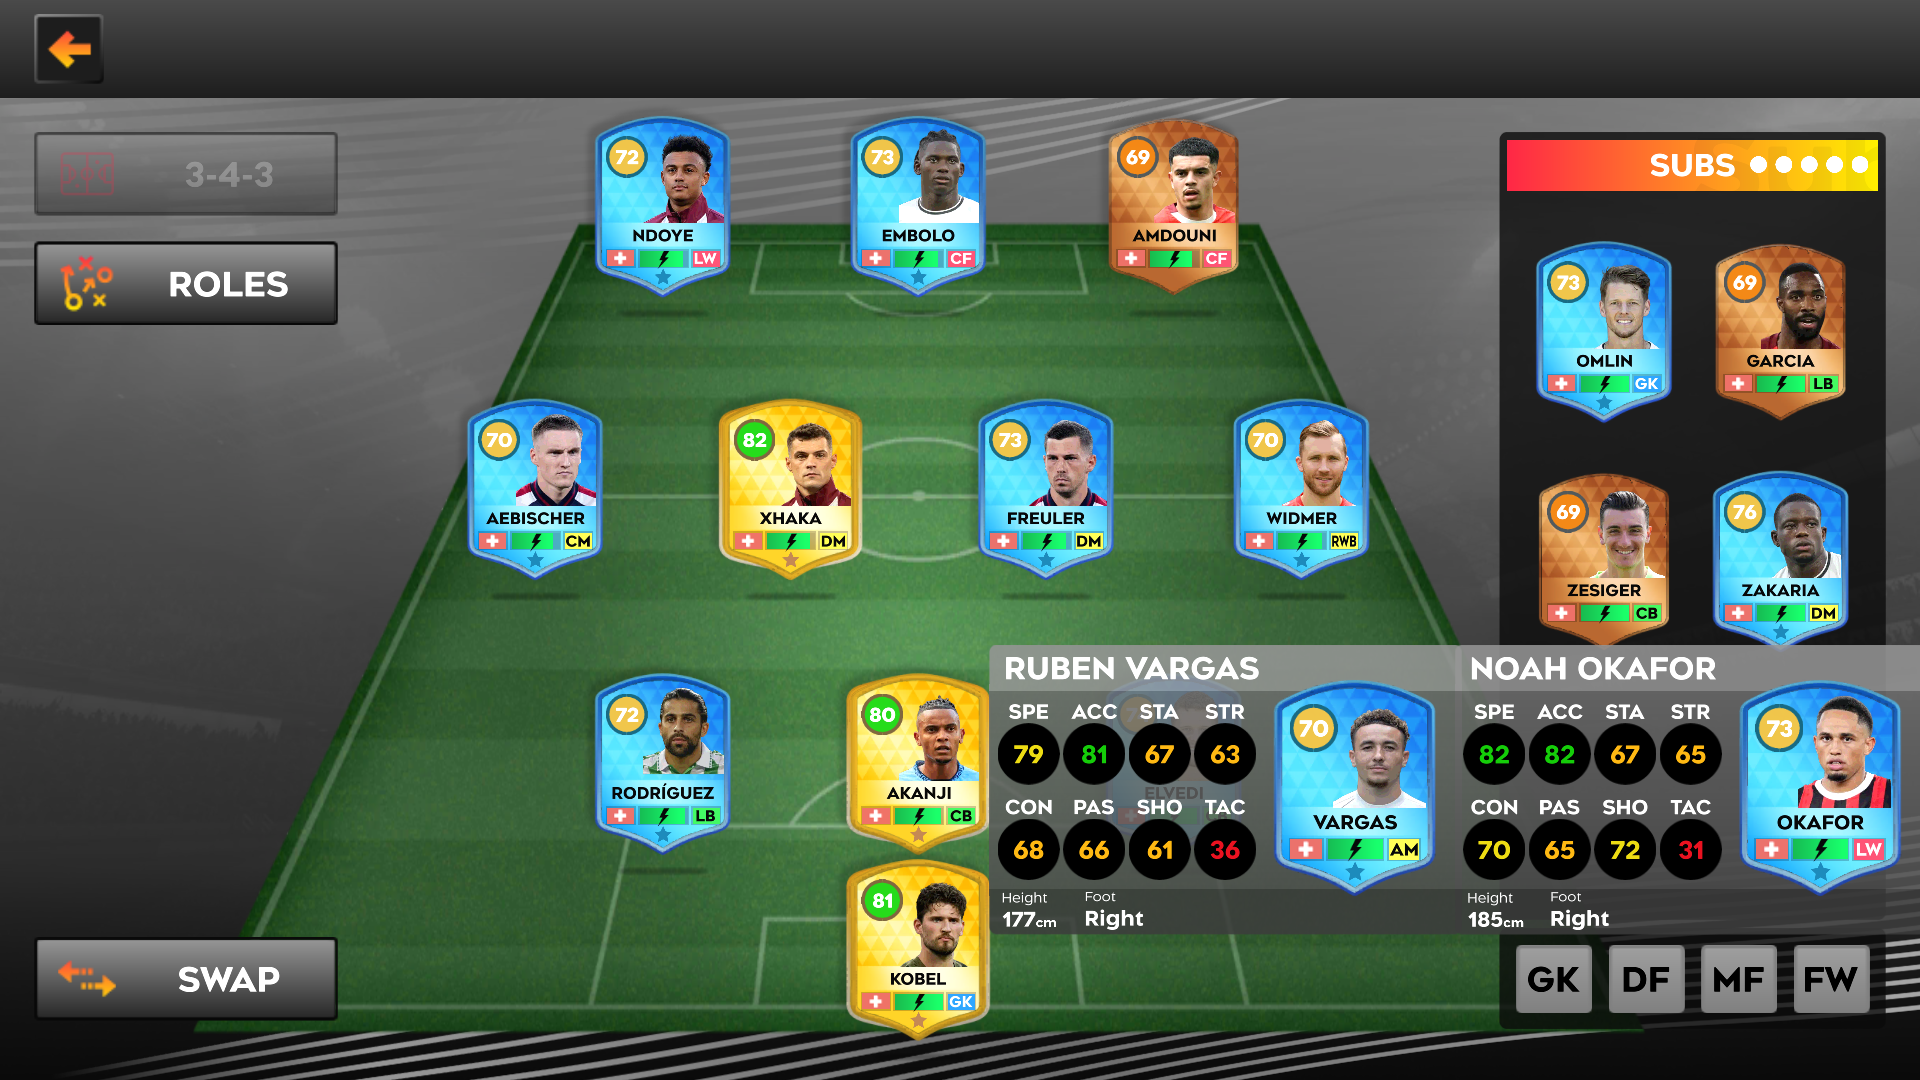 3-4-3
ROLES
SWAP
72
NDOYE
LW
73
EMBOLO
CF
69
AMDOUNI
CF
70
AEBISCHER
CM
82
XHAKA
DM
73
FREULER
DM
70
WIDMER
RWB
72
RODRÍGUEZ
LB
80
AKANJI
CB
ELVEDI
81
KOBEL
GK
SUBS
73
OMLIN
GK
69
GARCIA
LB
69
ZESIGER
CB
76
ZAKARIA
DM
RUBEN VARGAS
SPE ACC STA STR
79 81 67 63
CON PAS SHO TAC
68 66 61 36
Height Foot
177cm Right
70
VARGAS
AM
NOAH OKAFOR
SPE ACC STA STR
82 82 67 65
CON PAS SHO TAC
70 65 72 31
Height Foot
185cm Right
73
OKAFOR
LW
GK DF MF FW